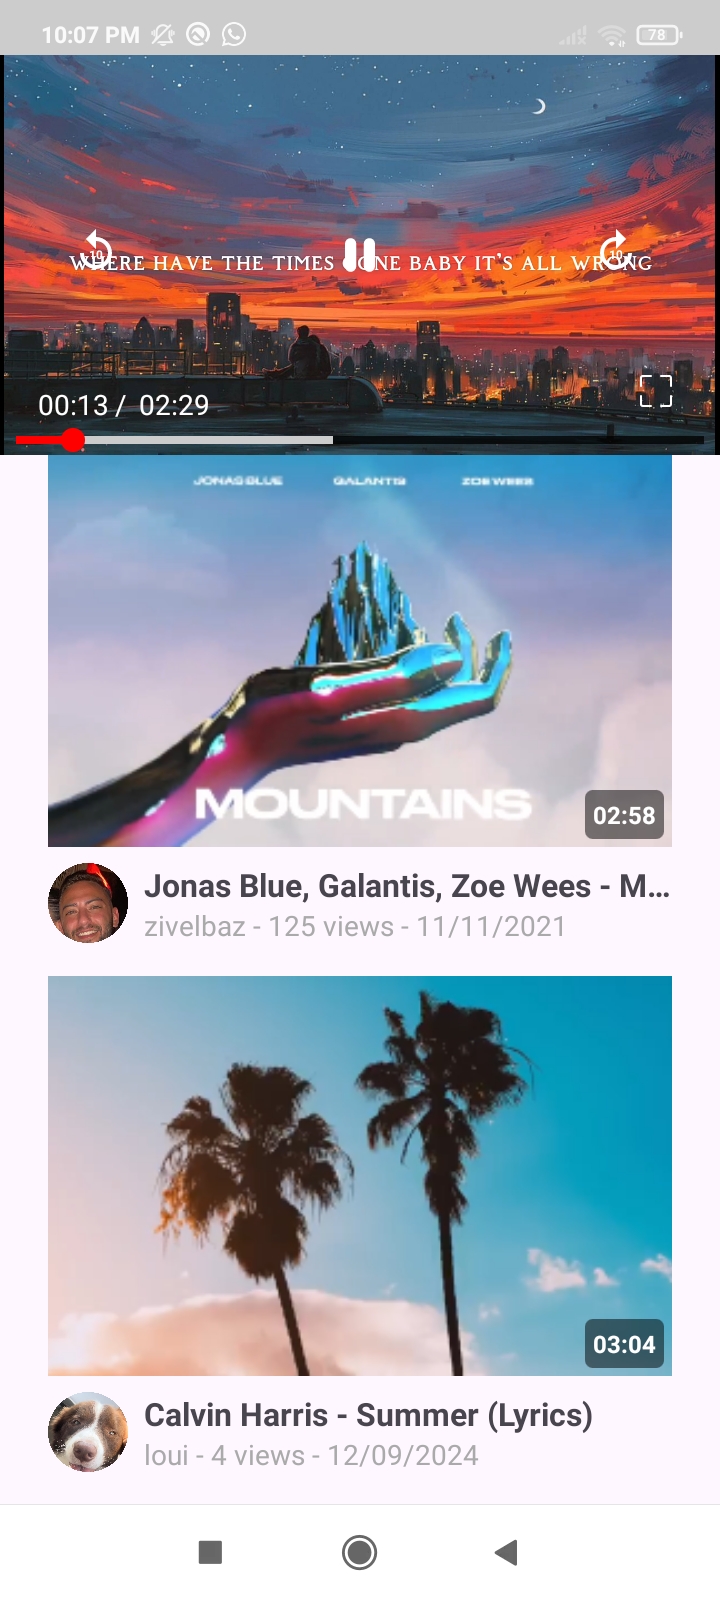 10:07 PM
78
10
10
WHERE HAVE THE TIMES GONE BABY IT'S ALL WRONG
00:13 / 02:29
JONAS BLUE GALANTIS ZOE WEES
MOUNTAINS
02:58
Jonas Blue, Galantis, Zoe Wees - M...
zivelbaz - 125 views - 11/11/2021
03:04
Calvin Harris - Summer (Lyrics)
loui - 4 views - 12/09/2024